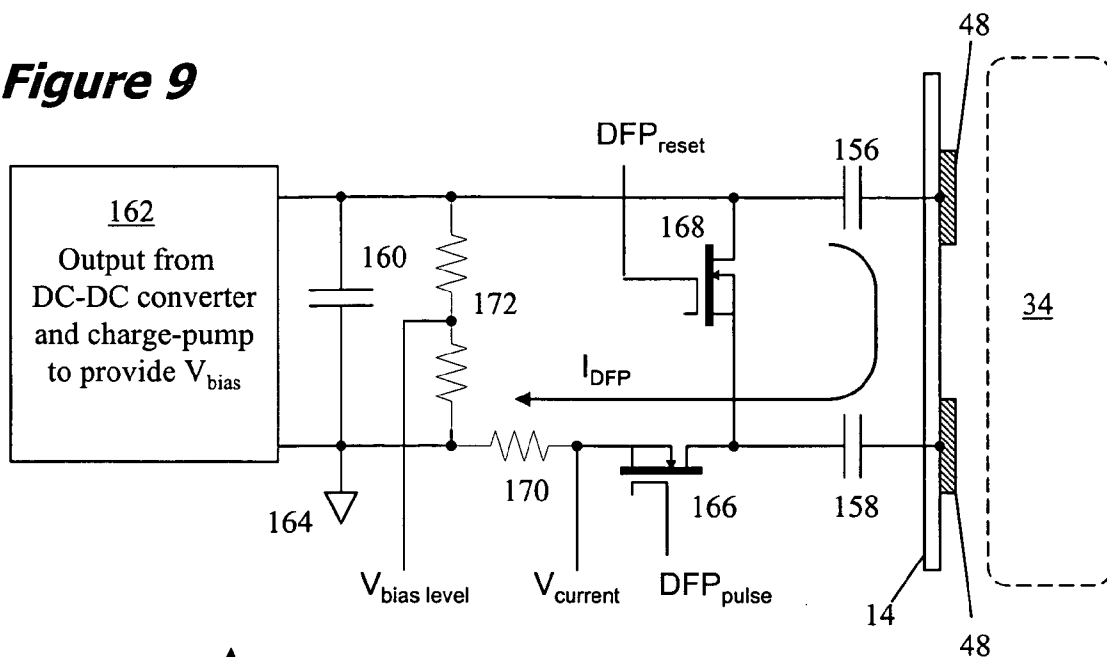 Figure 9
48
DFPreset
156
162
Output from
DC-DC converter
and charge-pump
to provide Vbias
160
172
168
34
IDFP
170
166
158
164
Vbias level
Vcurrent
DFPpulse
14
48